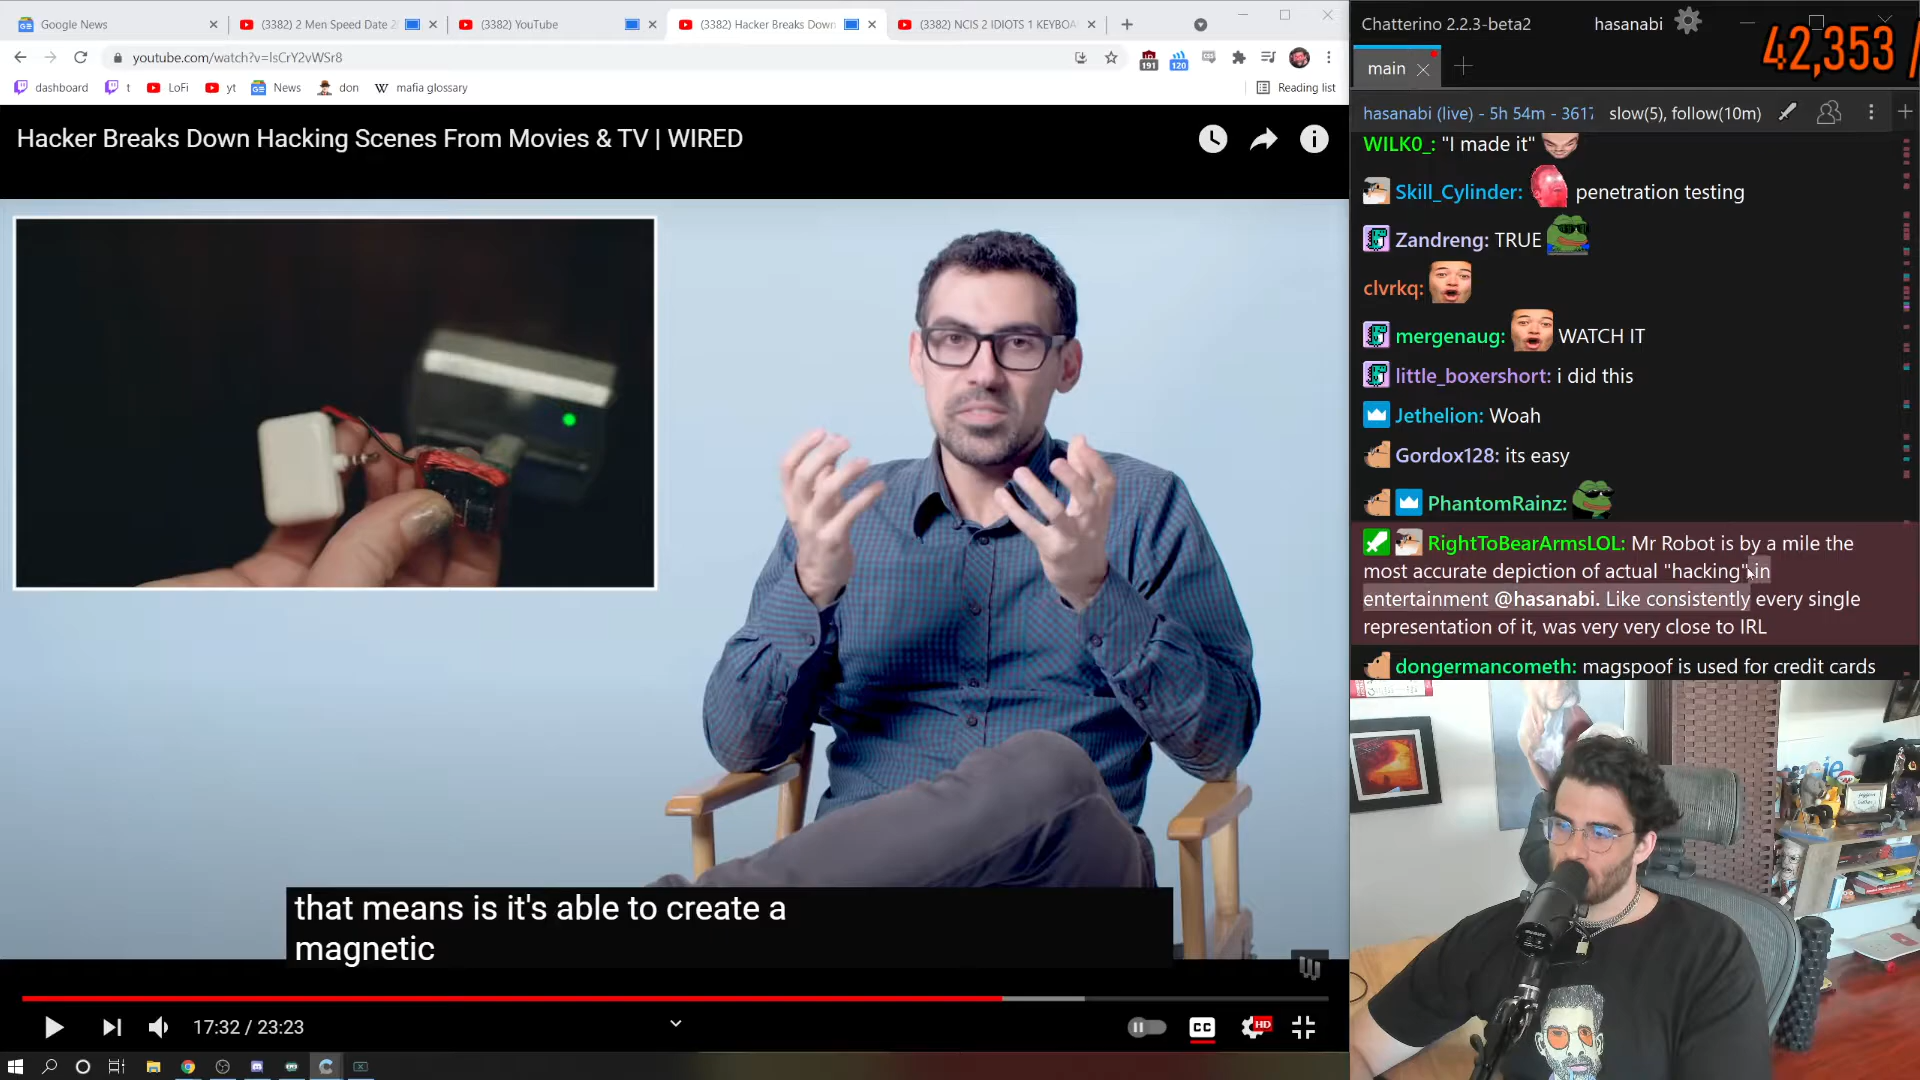 Google News
(3382) 2 Men Speed Date 2
(3382) YouTube
(3382) Hacker Breaks Down
(3382) NCIS 2 IDIOTS 1 KEYBOA
youtube.com/watch?v=lsCrY2vWSr8
191
120
dashboard
t
LoFi
yt
News
don
W mafia glossary
Reading list
Hacker Breaks Down Hacking Scenes From Movies & TV | WIRED
that means is it's able to create a
magnetic
17:32 / 23:23
CC
HD
Chatterino 2.2.3-beta2
hasanabi
42,353 /
main
hasanabi (live) - 5h 54m - 3617
slow(5), follow(10m)
WILK0_: "I made it"
Skill_Cylinder: penetration testing
Zandreng: TRUE
clvrkq:
mergenaug: WATCH IT
little_boxershort: i did this
Jethelion: Woah
Gordox128: its easy
PhantomRainz:
RightToBearArmsLOL: Mr Robot is by a mile the
most accurate depiction of actual "hacking" in
entertainment @hasanabi. Like consistently every single
representation of it, was very very close to IRL
dongermancometh: magspoof is used for credit cards